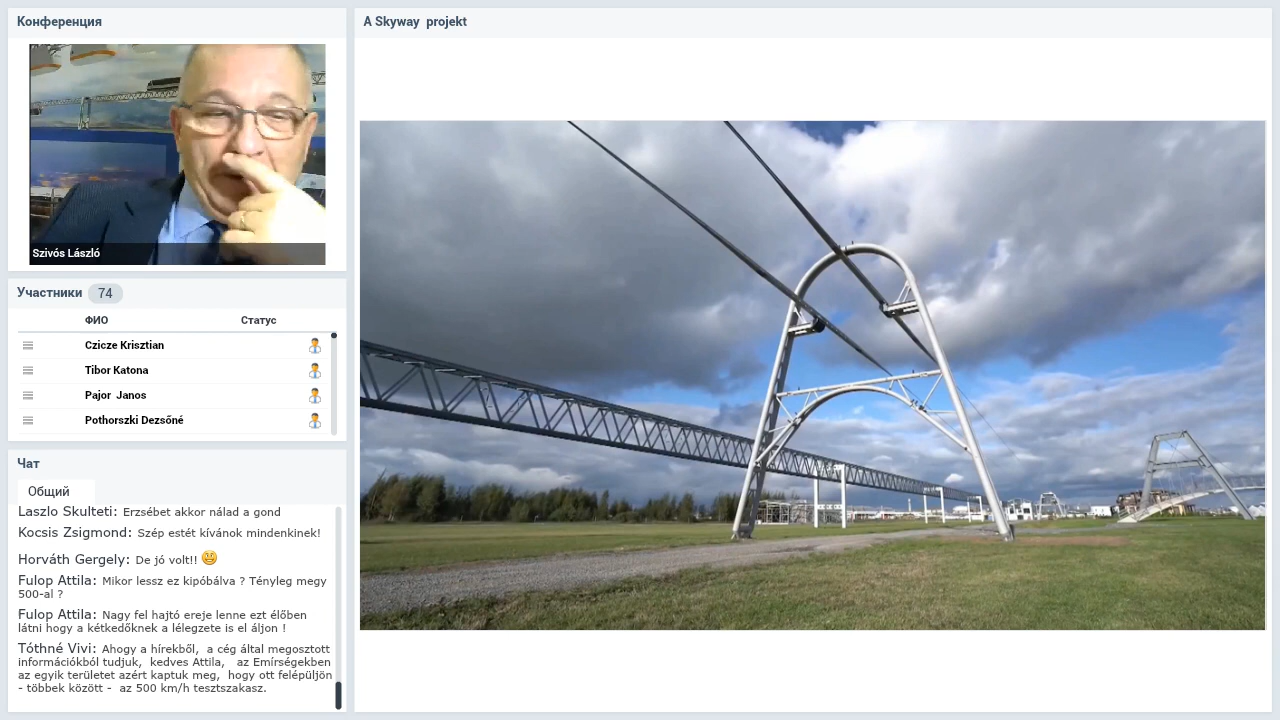 Конференция
Szivós László
Участники 74
ФИО Статус
Czicze Krisztian
Tibor Katona
Pajor  Janos
Pothorszki Dezsőné
Чат
Общий
Laszlo Skulteti: Erzsébet akkor nálad a gond
Kocsis Zsigmond: Szép estét kívánok mindenkinek!
Horváth Gergely: De jó volt!!
Fulop Attila: Mikor lessz ez kipóbálva ? Tényleg megy
500-al ?
Fulop Attila: Nagy fel hajtó ereje lenne ezt élőben
látni hogy a kétkedőknek a lélegzete is el áljon !
Tóthné Vivi: Ahogy a hírekből,  a cég által megosztott
információkból tudjuk,  kedves Attila,   az Emírségekben
az egyik területet azért kaptuk meg,  hogy ott felépüljön
- többek között -  az 500 km/h tesztszakasz.
A Skyway  projekt